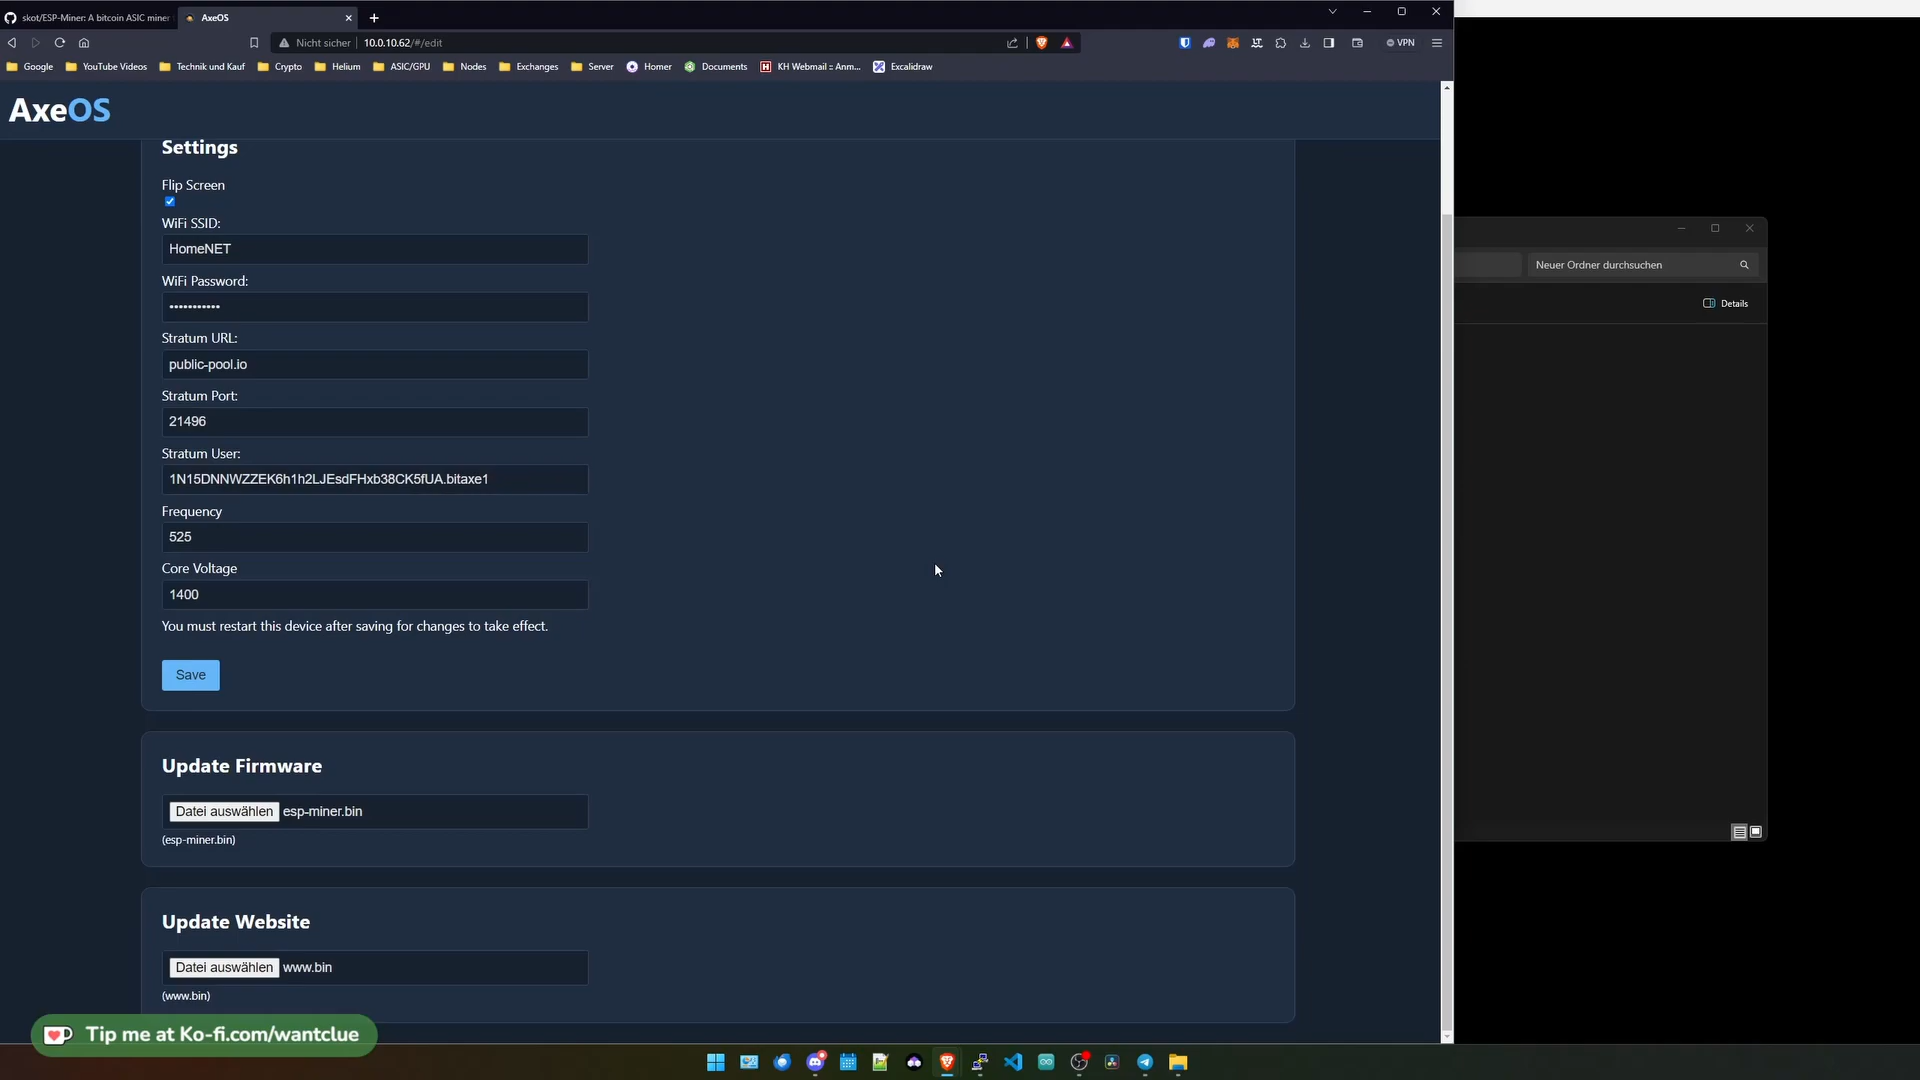 skot/ESP-Miner: A bitcoin ASIC miner
AxeOS
Nicht sicher
10.0.10.62/#/edit
VPN
Google
YouTube Videos
Technik und Kauf
Crypto
Helium
ASIC/GPU
Nodes
Exchanges
Server
Homer
Documents
KH Webmail :: Anm...
Excalidraw
AxeOS
Settings
Flip Screen
WiFi SSID:
HomeNET
WiFi Password:
•••••••••••
Stratum URL:
public-pool.io
Stratum Port:
21496
Stratum User:
1N15DNNWZZEK6h1h2LJEsdFHxb38CK5fUA.bitaxe1
Frequency
525
Core Voltage
1400
You must restart this device after saving for changes to take effect.
Save
Update Firmware
Datei auswählen esp-miner.bin
(esp-miner.bin)
Update Website
Datei auswählen www.bin
(www.bin)
Tip me at Ko-fi.com/wantclue
Neuer Ordner durchsuchen
Details